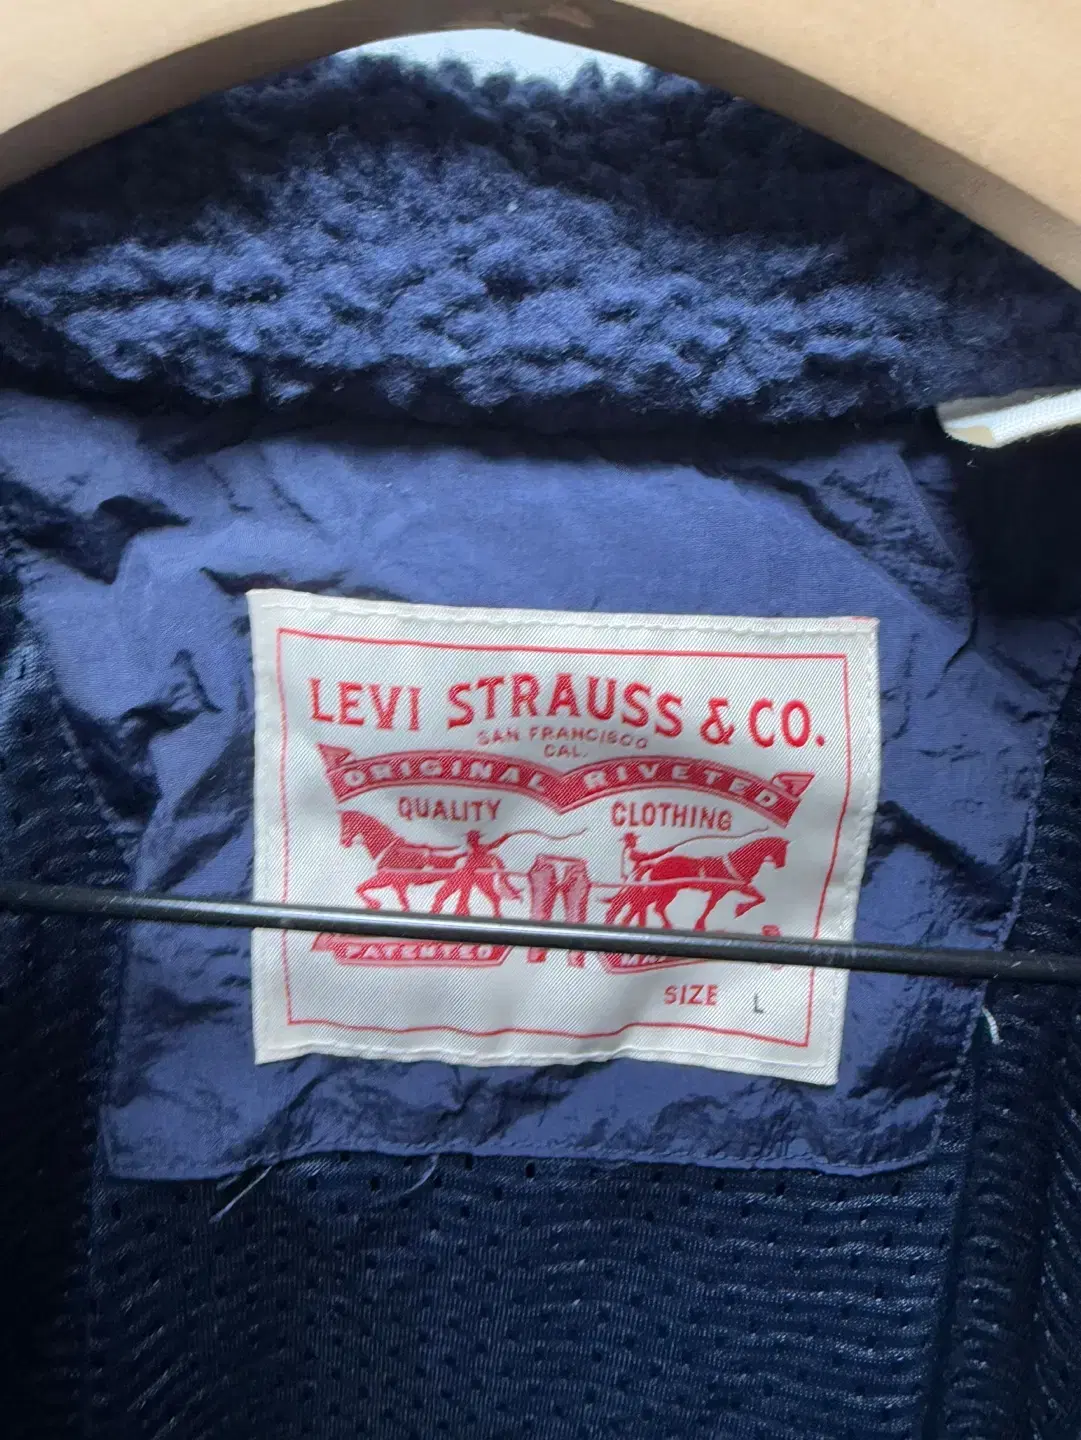 LEVI STRAUSS & CO.
SAN FRANCISCO
CAL.
ORIGINAL RIVETED
QUALITY CLOTHING
PATENTED
SIZE L